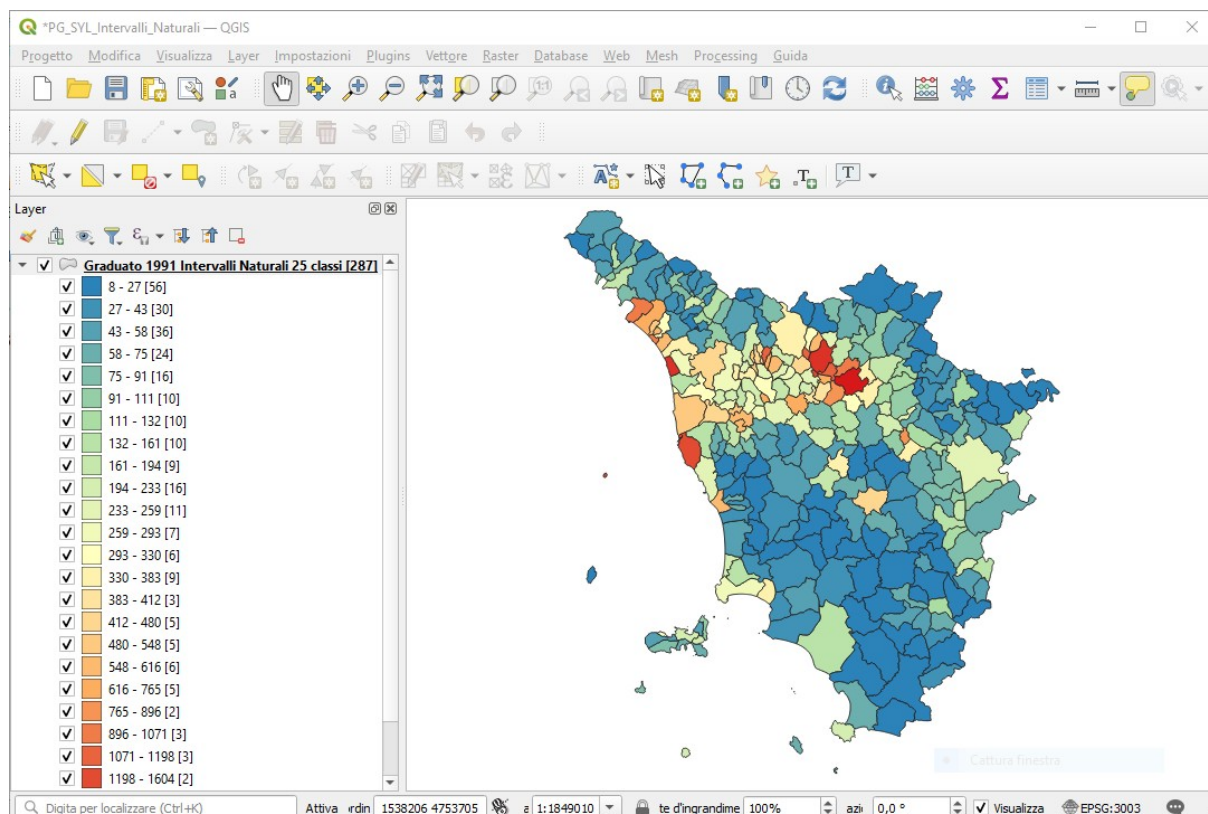 *PG_SYL_Intervalli_Naturali — QGIS
Progetto Modifica Visualizza Layer Impostazioni Plugins Vettore Raster Database Web Mesh Processing Guida
Layer
Graduato 1991 Intervalli Naturali 25 classi [287]
8 - 27 [56]
27 - 43 [30]
43 - 58 [36]
58 - 75 [24]
75 - 91 [16]
91 - 111 [10]
111 - 132 [10]
132 - 161 [10]
161 - 194 [9]
194 - 233 [16]
233 - 259 [11]
259 - 293 [7]
293 - 330 [6]
330 - 383 [9]
383 - 412 [3]
412 - 480 [5]
480 - 548 [5]
548 - 616 [6]
616 - 765 [5]
765 - 896 [2]
896 - 1071 [3]
1071 - 1198 [3]
1198 - 1604 [2]
Cattura finestra
Digita per localizzare (Ctrl+K) Attiva rdin 1538206 4753705 a 1:1849010 te d'ingrandime 100% azi 0,0 ° Visualizza EPSG:3003